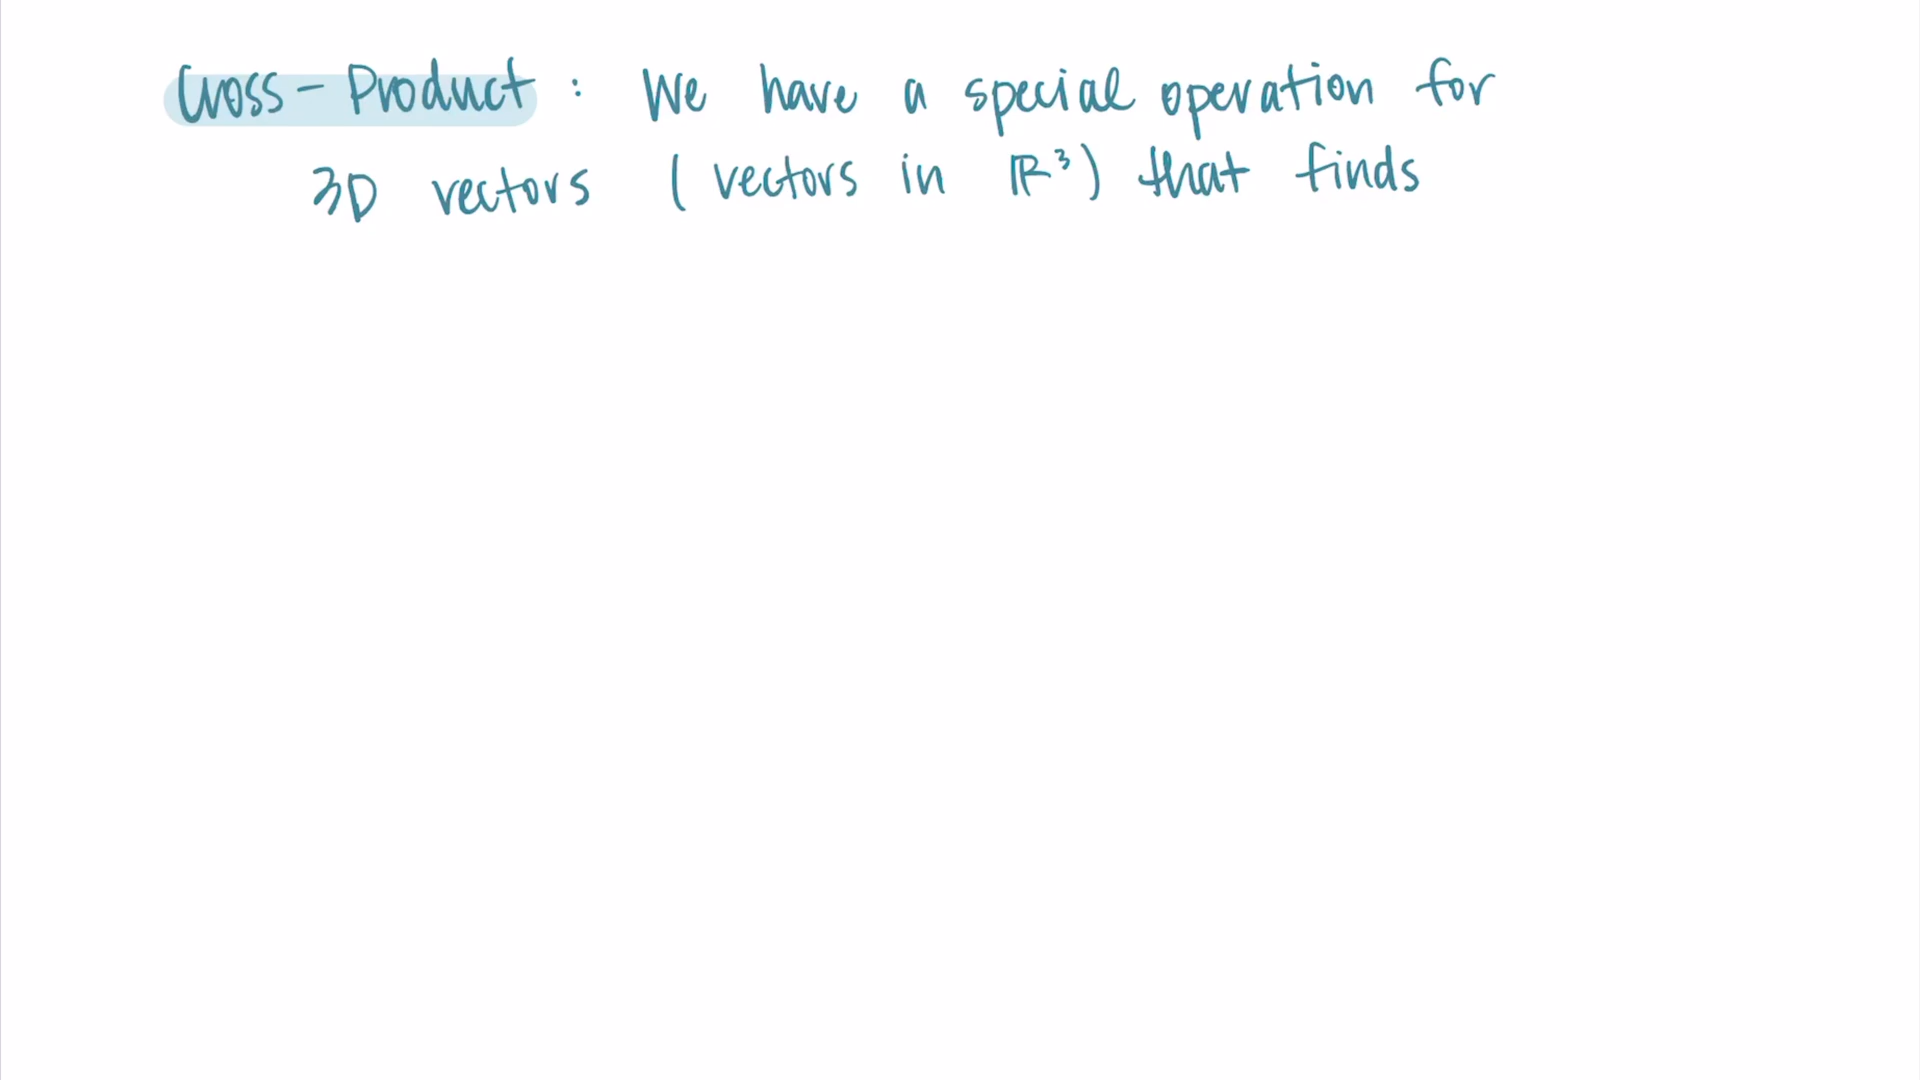 Cross-Product : We have a special operation for
3D vectors (vectors in ℝ³) that finds